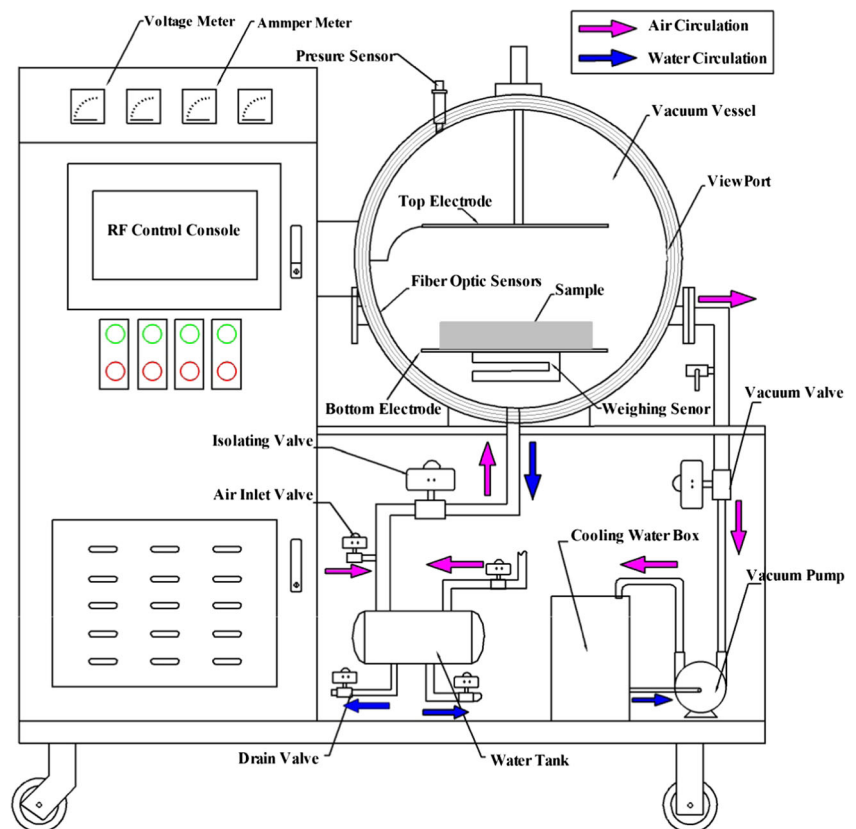 Voltage Meter
Ammper Meter
Air Circulation
Water Circulation
Presure Sensor
Vacuum Vessel
ViewPort
Top Electrode
RF Control Console
Fiber Optic Sensors
Sample
Bottom Electrode
Weighing Senor
Vacuum Valve
Isolating Valve
Air Inlet Valve
Cooling Water Box
Vacuum Pump
Drain Valve
Water Tank